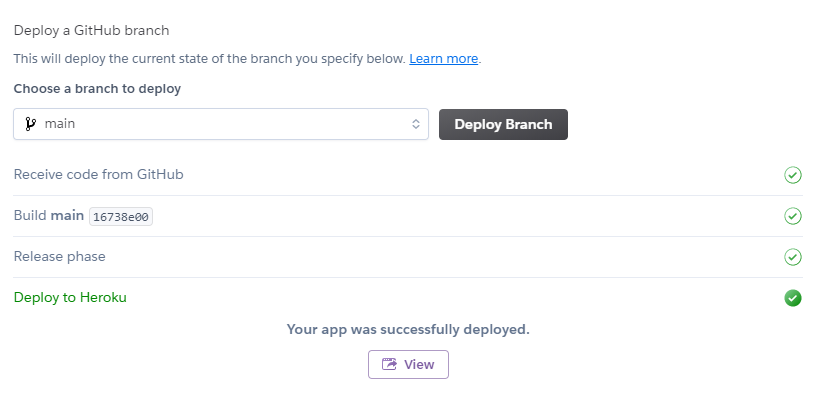 Deploy a GitHub branch
This will deploy the current state of the branch you specify below. Learn more.
Choose a branch to deploy
main
Deploy Branch
Receive code from GitHub
Build main 16738e00
Release phase
Deploy to Heroku
Your app was successfully deployed.
View